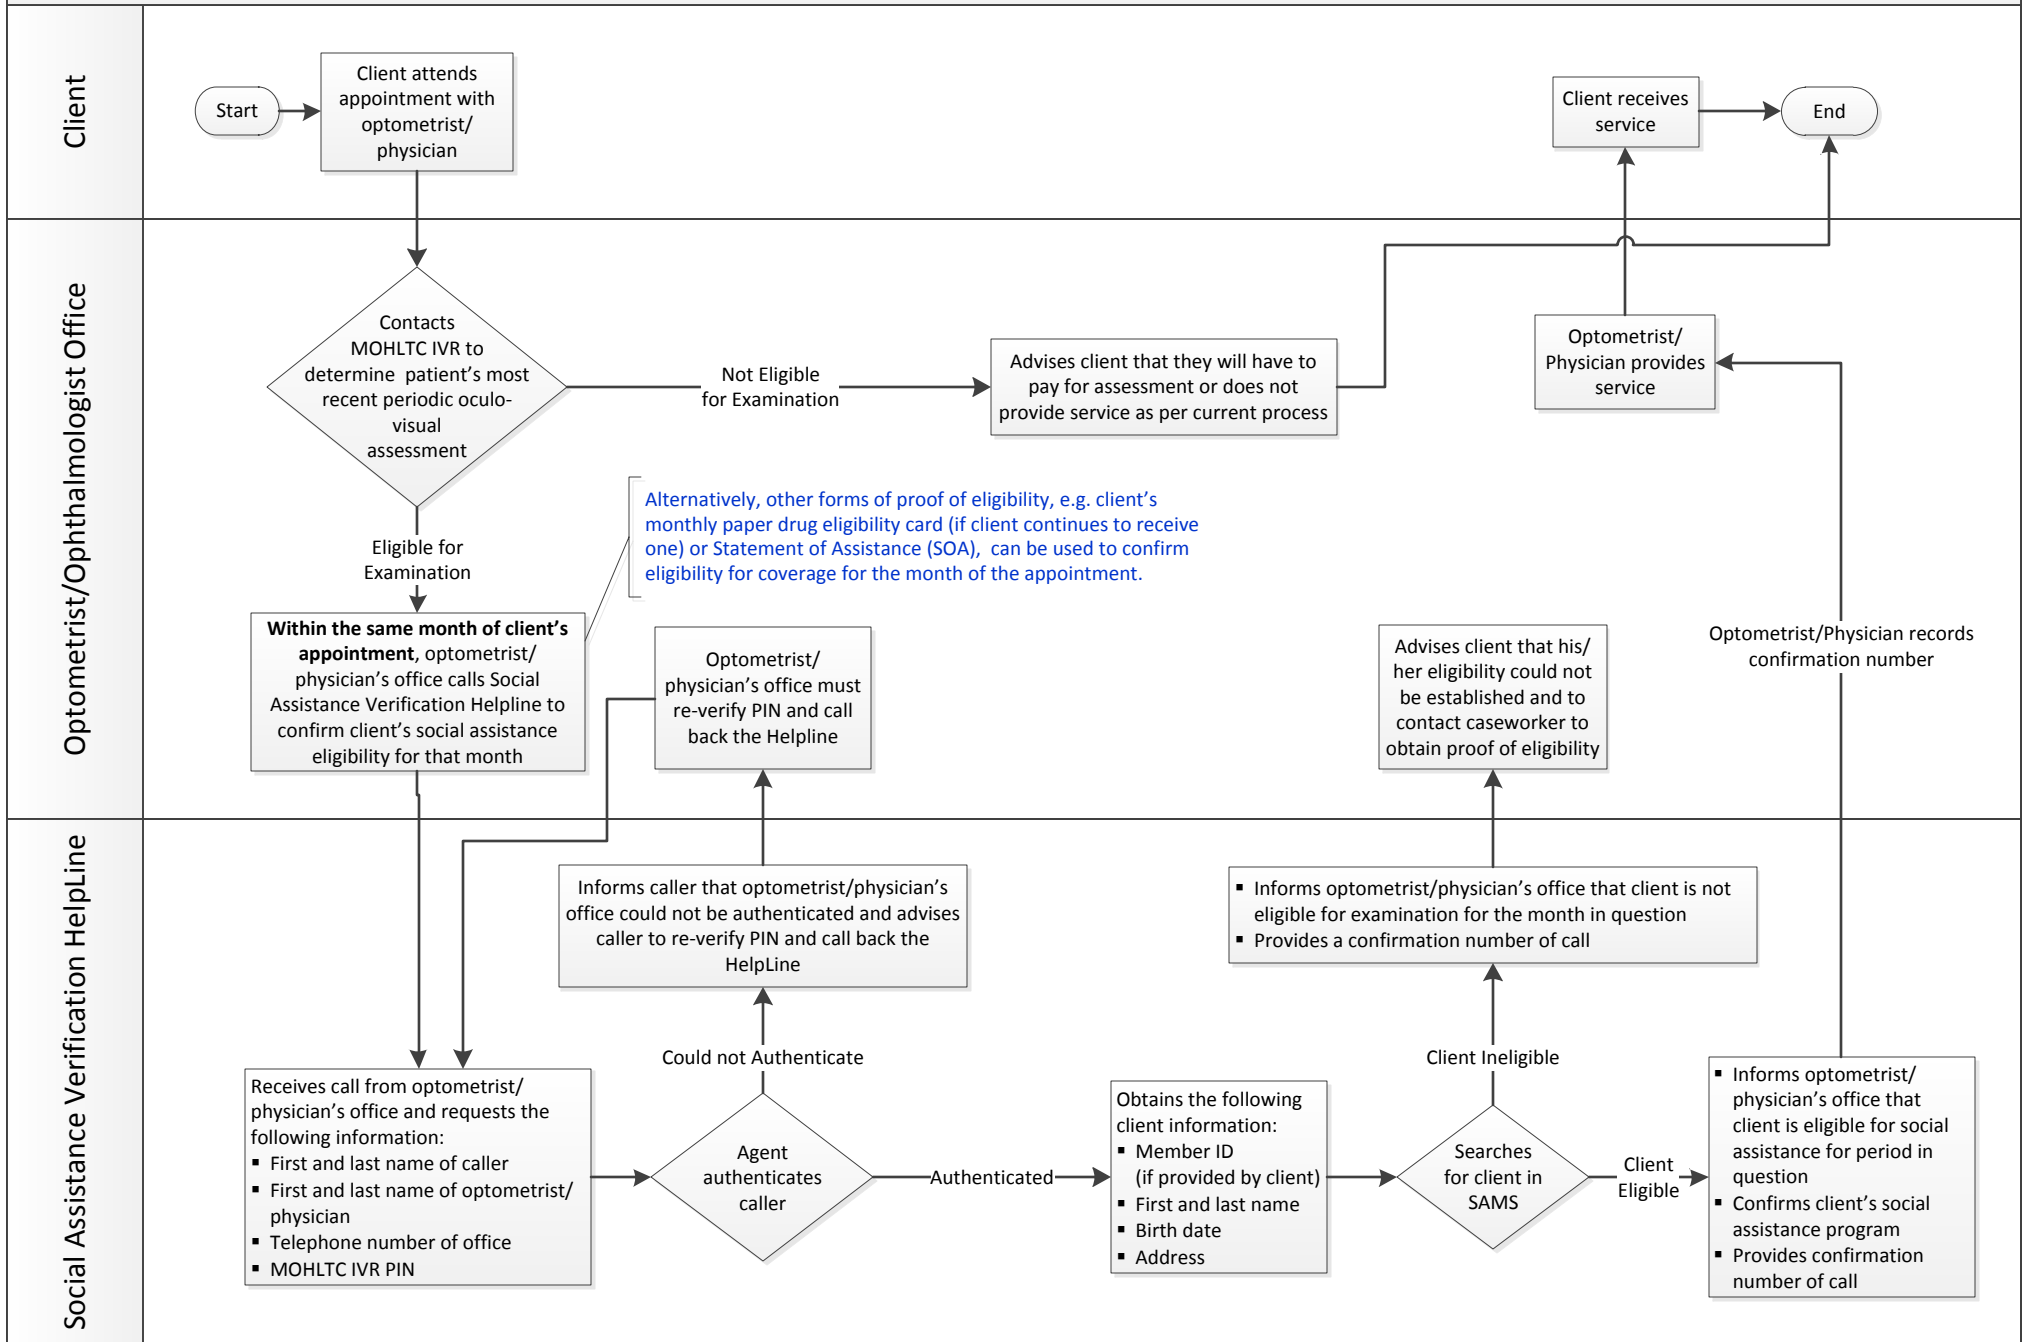 Client
Start
Client attends
appointment with
optometrist/
physician
Client receives
service
End
Optometrist/Ophthalmologist Office
Contacts
MOHLTC IVR to
determine  patient’s most
recent periodic oculo-
visual
assessment
Not Eligible
for Examination
Advises client that they will have to
pay for assessment or does not
provide service as per current process
Optometrist/
Physician provides
service
Eligible for
Examination
Alternatively, other forms of proof of eligibility, e.g. client’s
monthly paper drug eligibility card (if client continues to receive
one) or Statement of Assistance (SOA),  can be used to confirm
eligibility for coverage for the month of the appointment.
Within the same month of client’s
appointment, optometrist/
physician’s office calls Social
Assistance Verification Helpline to
confirm client’s social assistance
eligibility for that month
Optometrist/
physician’s office must
re-verify PIN and call
back the Helpline
Advises client that his/
her eligibility could not
be established and to
contact caseworker to
obtain proof of eligibility
Optometrist/Physician records
confirmation number
Social Assistance Verification HelpLine
Informs caller that optometrist/physician’s
office could not be authenticated and advises
caller to re-verify PIN and call back the
HelpLine
▪ Informs optometrist/physician’s office that client is not
eligible for examination for the month in question
▪ Provides a confirmation number of call
Could not Authenticate
Client Ineligible
Receives call from optometrist/
physician’s office and requests the
following information:
▪ First and last name of caller
▪ First and last name of optometrist/
physician
▪ Telephone number of office
▪ MOHLTC IVR PIN
Agent
authenticates
caller
Authenticated
Obtains the following
client information:
▪ Member ID
(if provided by client)
▪ First and last name
▪ Birth date
▪ Address
Searches
for client in
SAMS
Client
Eligible
▪ Informs optometrist/
physician’s office that
client is eligible for social
assistance for period in
question
▪ Confirms client’s social
assistance program
▪ Provides confirmation
number of call